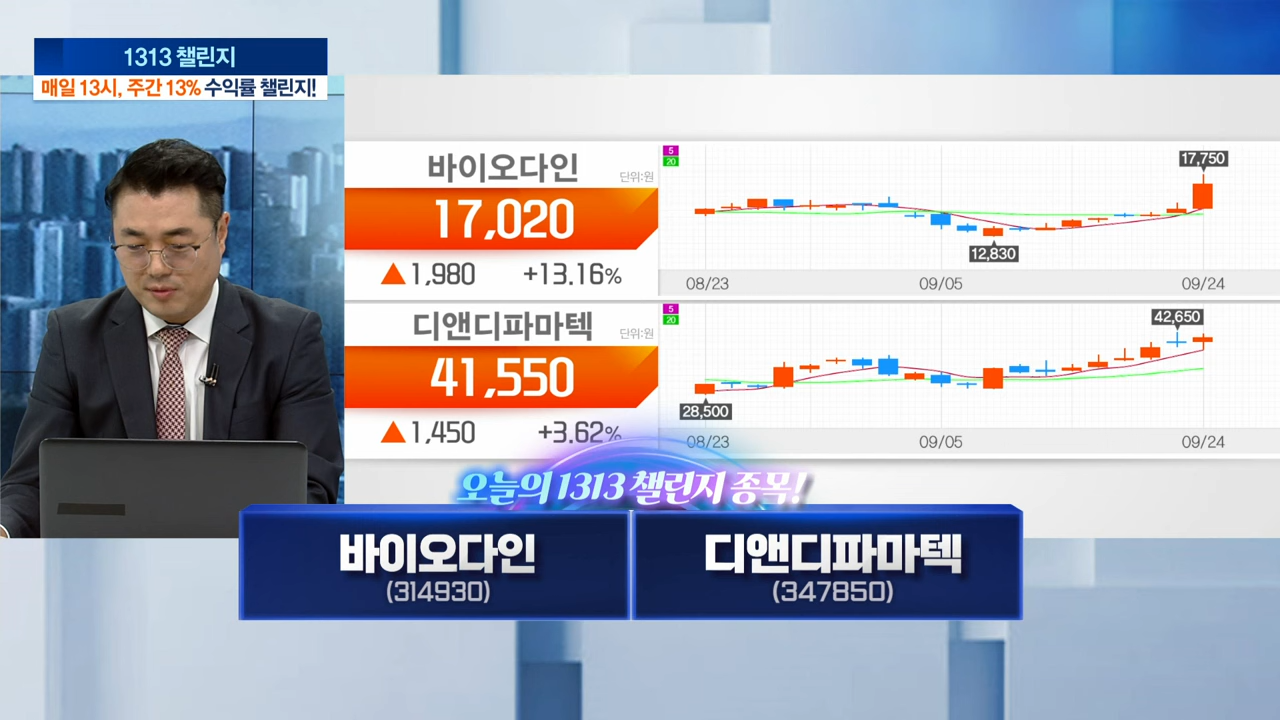 1313 챌린지
매일 13시, 주간 13% 수익률 챌린지!
바이오다인
단위:원
17,020
▲1,980 +13.16%
5
20
17,750
12,830
08/23 09/05 09/24
디앤디파마텍
단위:원
41,550
▲1,450 +3.62%
5
20
42,650
28,500
08/23 09/05 09/24
오늘의 1313 챌린지 종목!
바이오다인
(314930)
디앤디파마텍
(347850)